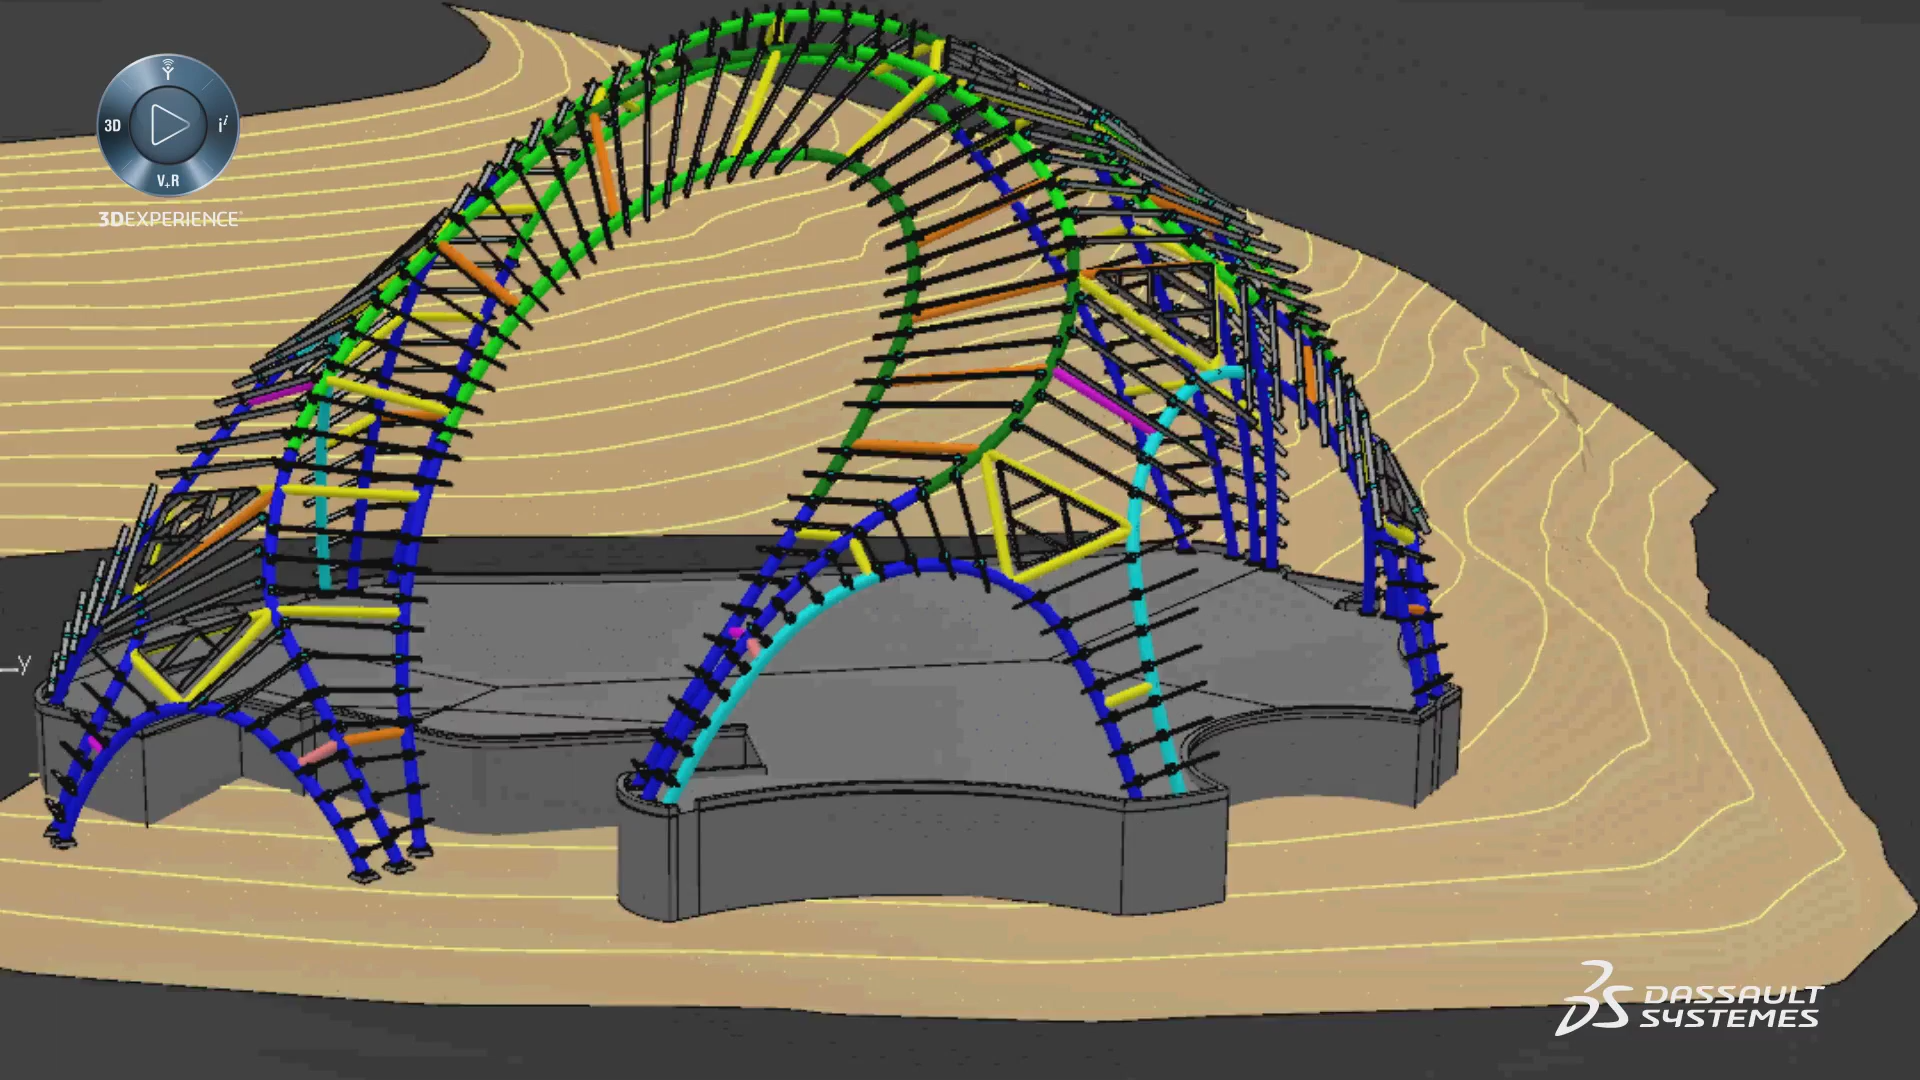 3D
i
V+R
3DEXPERIENCE
y
DASSAULT
SYSTEMES